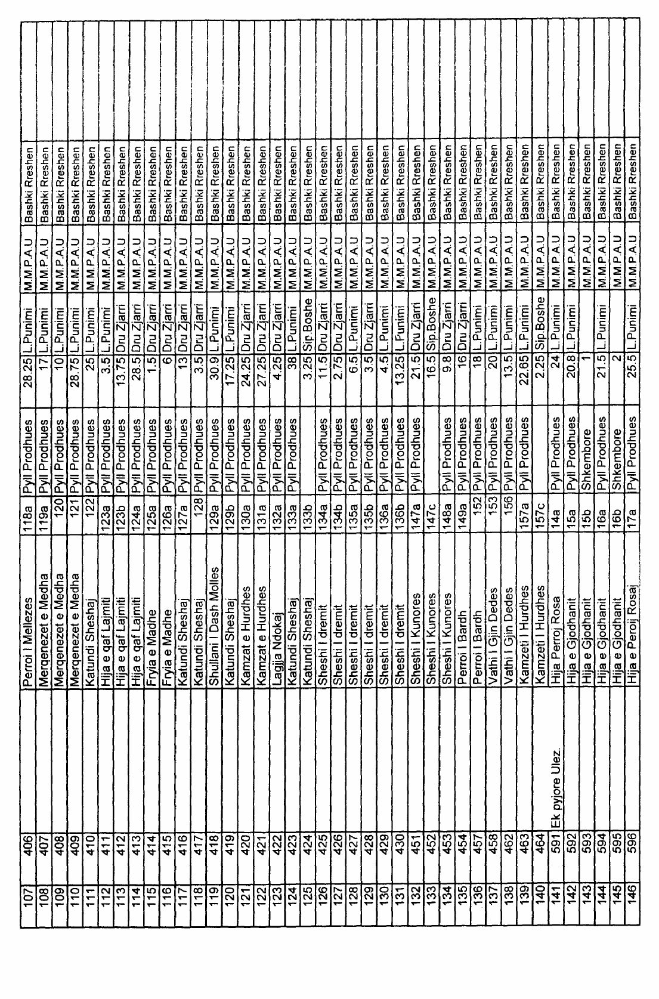 107 406 Perroi I Mellezes 118a Pyll Prodhues 28.25 L.Punimi M.M.P.A.U Bashki Rreshen
108 407 Merqenezet e Medha 119a Pyll Prodhues 17 L.Punimi M.M.P.A.U Bashki Rreshen
109 408 Merqenezet e Medha 120 Pyll Prodhues 10 L.Punimi M.M.P.A.U Bashki Rreshen
110 409 Merqenezet e Medha 121 Pyll Prodhues 28.75 L.Punimi M.M.P.A.U Bashki Rreshen
111 410 Katundi Sheshaj 122 Pyll Prodhues 25 L.Punimi M.M.P.A.U Bashki Rreshen
112 411 Hija e qaf Lajmiti 123a Pyll Prodhues 3.5 L.Punimi M.M.P.A.U Bashki Rreshen
113 412 Hija e qaf Lajmiti 123b Pyll Prodhues 13.75 Dru Zjarri M.M.P.A.U Bashki Rreshen
114 413 Hija e qaf Lajmiti 124a Pyll Prodhues 28.5 Dru Zjarri M.M.P.A.U Bashki Rreshen
115 414 Fryia e Madhe 125a Pyll Prodhues 1.5 Dru Zjarri M.M.P.A.U Bashki Rreshen
116 415 Fryia e Madhe 126a Pyll Prodhues 6 Dru Zjarri M.M.P.A.U Bashki Rreshen
117 416 Katundi Sheshaj 127a Pyll Prodhues 13 Dru Zjarri M.M.P.A.U Bashki Rreshen
118 417 Katundi Sheshaj 128 Pyll Prodhues 3.5 Dru Zjarri M.M.P.A.U Bashki Rreshen
119 418 Shullani I Dash Molles 129a Pyll Prodhues 30.9 L.Punimi M.M.P.A.U Bashki Rreshen
120 419 Katundi Sheshaj 129b Pyll Prodhues 17.25 L.Punimi M.M.P.A.U Bashki Rreshen
121 420 Kamzat e Hurdhes 130a Pyll Prodhues 24.25 Dru Zjarri M.M.P.A.U Bashki Rreshen
122 421 Kamzat e Hurdhes 131a Pyll Prodhues 27.25 Dru Zjarri M.M.P.A.U Bashki Rreshen
123 422 Lagjja Ndokaj 132a Pyll Prodhues 4.25 Dru Zjarri M.M.P.A.U Bashki Rreshen
124 423 Katundi Sheshaj 133a Pyll Prodhues 38 L.Punimi M.M.P.A.U Bashki Rreshen
125 424 Katundi Sheshaj 133b 3.25 Sip.Boshe M.M.P.A.U Bashki Rreshen
126 425 Sheshi I dremit 134a Pyll Prodhues 11.5 Dru Zjarri M.M.P.A.U Bashki Rreshen
127 426 Sheshi I dremit 134b Pyll Prodhues 2.75 Dru Zjarri M.M.P.A.U Bashki Rreshen
128 427 Sheshi I dremit 135a Pyll Prodhues 6.5 L.Punimi M.M.P.A.U Bashki Rreshen
129 428 Sheshi I dremit 135b Pyll Prodhues 3.5 Dru Zjarri M.M.P.A.U Bashki Rreshen
130 429 Sheshi I dremit 136a Pyll Prodhues 4.5 L.Punimi M.M.P.A.U Bashki Rreshen
131 430 Sheshi I dremit 136b Pyll Prodhues 13.25 L.Punimi M.M.P.A.U Bashki Rreshen
132 451 Sheshi I Kunores 147a Pyll Prodhues 21.5 Dru Zjarri M.M.P.A.U Bashki Rreshen
133 452 Sheshi I Kunores 147c 16.5 Sip.Boshe M.M.P.A.U Bashki Rreshen
134 453 Sheshi I Kunores 148a Pyll Prodhues 9.8 Dru Zjarri M.M.P.A.U Bashki Rreshen
135 454 Perroi I Bardh 149a Pyll Prodhues 16 Dru Zjarri M.M.P.A.U Bashki Rreshen
136 457 Perroi I Bardh 152 Pyll Prodhues 18 L.Punimi M.M.P.A.U Bashki Rreshen
137 458 Vathi I Gjin Dedes 153 Pyll Prodhues 20 L.Punimi M.M.P.A.U Bashki Rreshen
138 462 Vathi I Gjin Dedes 156 Pyll Prodhues 13.5 L.Punimi M.M.P.A.U Bashki Rreshen
139 463 Kamzeti I Hurdhes 157a Pyll Prodhues 22.65 L.Punimi M.M.P.A.U Bashki Rreshen
140 464 Kamzeti I Hurdhes 157c 2.25 Sip.Boshe M.M.P.A.U Bashki Rreshen
141 591 Ek pyjore Ulez. Hija Perroj Rosa 14a Pyll Prodhues 24 L.Punimi M.M.P.A.U Bashki Rreshen
142 592 Hija e Gjodhanit 15a Pyll Prodhues 20.8 L.Punimi M.M.P.A.U Bashki Rreshen
143 593 Hija e Gjodhanit 15b Shkembore 1 M.M.P.A.U Bashki Rreshen
144 594 Hija e Gjodhanit 16a Pyll Prodhues 21.5 L.Punimi M.M.P.A.U Bashki Rreshen
145 595 Hija e Gjodhanit 16b Shkembore 2 M.M.P.A.U Bashki Rreshen
146 596 Hija e Perroij Rosaj 17a Pyll Prodhues 25.5 L.Punimi M.M.P.A.U Bashki Rreshen